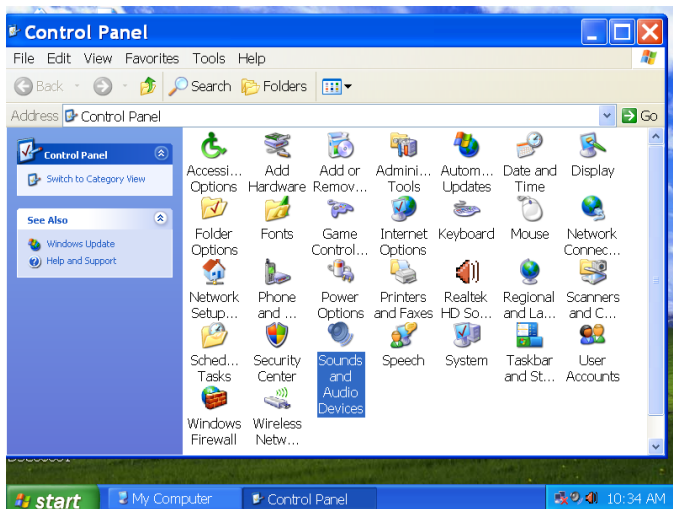 Control Panel
File Edit View Favorites Tools Help
Back Search Folders
Address Control Panel Go
Control Panel
Switch to Category View
See Also
Windows Update
Help and Support
Accessi... Add Add or Admini... Autom... Date and Display
Options Hardware Remov... Tools Updates Time
Folder Fonts Game Internet Keyboard Mouse Network
Options Control... Options Connec...
Network Phone Power Printers Realtek Regional Scanners
Setup... and ... Options and Faxes HD So... and La... and C...
Sched... Security Sounds Speech System Taskbar User
Tasks Center and and St... Accounts
Audio
Devices
Windows Wireless
Firewall Netw...
start My Computer Control Panel 10:34 AM